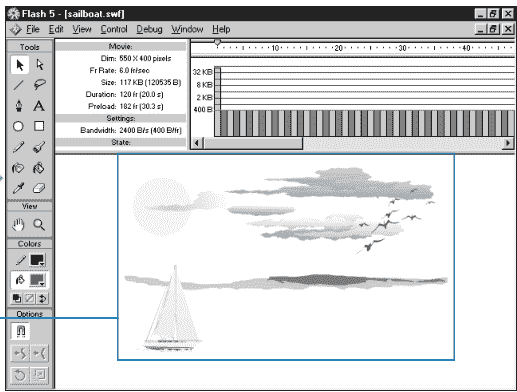 Flash 5 - [sailboat.swf]
File Edit View Control Debug Window Help
Tools
View
Colors
Options
Movie:
Dim: 550 X 400 pixels
Fr Rate: 6.0 fr/sec
Size: 117 KB (120535 B)
Duration: 120 fr (20.0 s)
Preload: 182 fr (30.3 s)
Settings:
Bandwidth: 2400 B/s (400 B/fr)
State:
10 20 30 40
32 KB
8 KB
2 KB
400 B